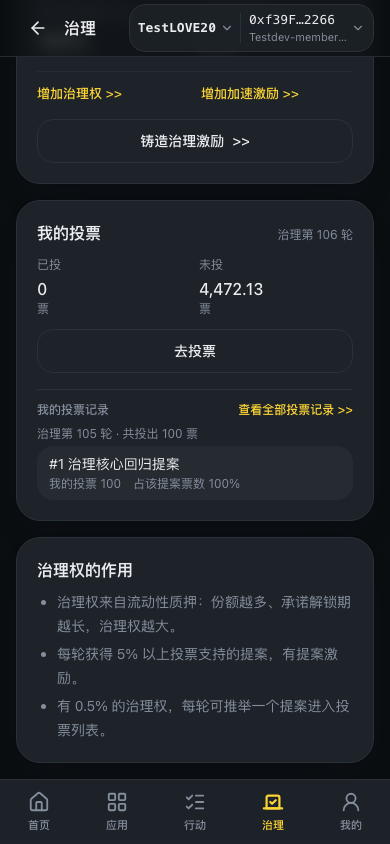 治理
TestLOVE20
0xf39F…2266
Testdev-member...
增加治理权 >>
增加加速激励 >>
铸造治理激励 >>
我的投票
治理第 106 轮
已投
未投
0
4,472.13
票
票
去投票
我的投票记录
查看全部投票记录 >>
治理第 105 轮 · 共投出 100 票
#1 治理核心回归提案
我的投票 100 占该提案票数 100%
治理权的作用
• 治理权来自流动性质押：份额越多、承诺解锁期
越长，治理权越大。
• 每轮获得 5% 以上投票支持的提案，有提案激
励。
• 有 0.5% 的治理权，每轮可推举一个提案进入投
票列表。
首页
应用
行动
治理
我的